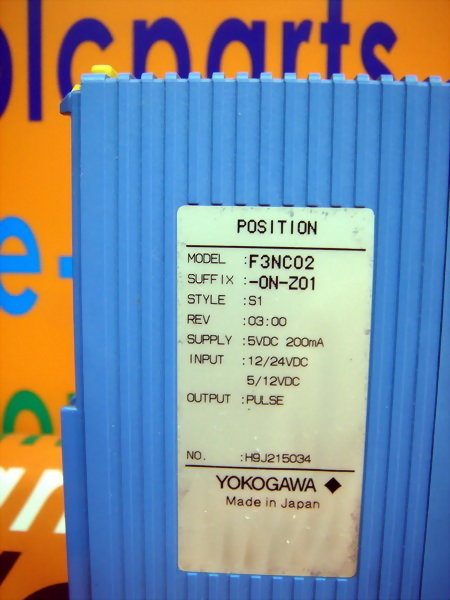 plcparts
e-
POSITION
MODEL :F3NC02
SUFFIX :-0N-Z01
STYLE :S1
REV :03:00
SUPPLY :5VDC 200mA
INPUT :12/24VDC
5/12VDC
OUTPUT :PULSE
NO. :H9J215034
YOKOGAWA ◆
Made in Japan